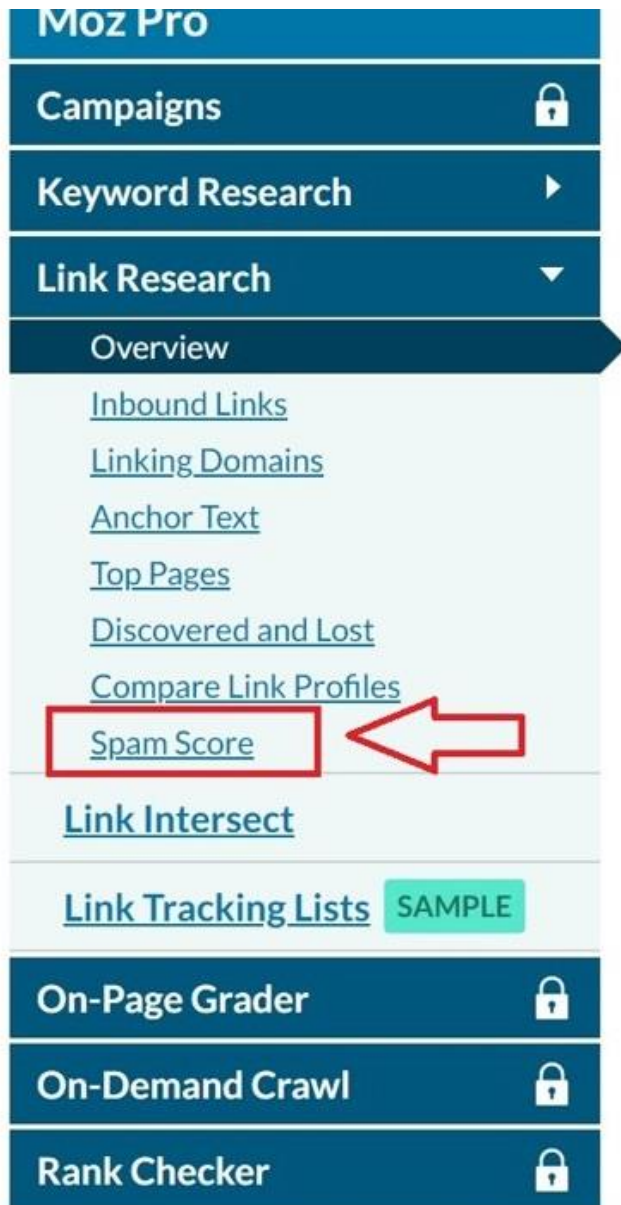 Moz Pro
Campaigns
Keyword Research
Link Research
Overview
Inbound Links
Linking Domains
Anchor Text
Top Pages
Discovered and Lost
Compare Link Profiles
Spam Score
Link Intersect
Link Tracking Lists SAMPLE
On-Page Grader
On-Demand Crawl
Rank Checker